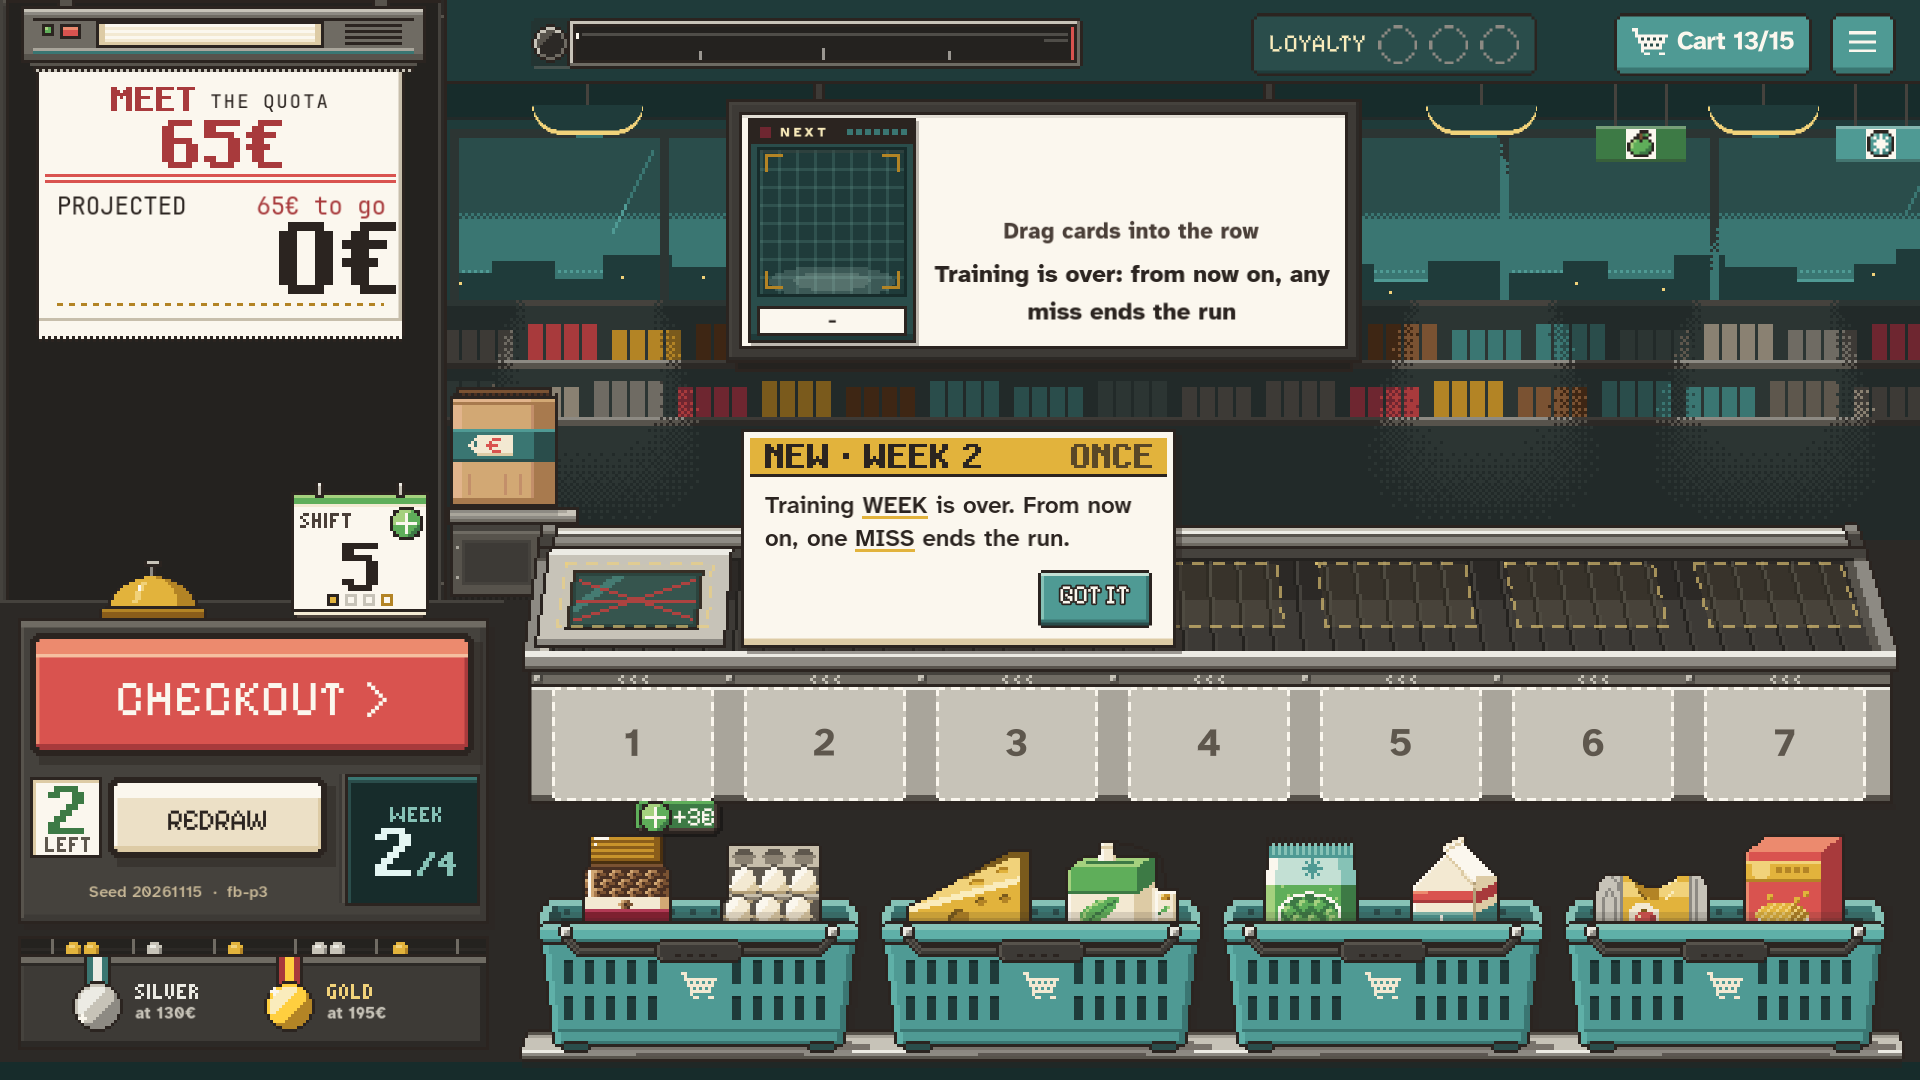 MEET THE QUOTA
65€
PROJECTED 65€ to go
0€
LOYALTY
Cart 13/15
NEXT
-
Drag cards into the row
Training is over: from now on, any
miss ends the run
€
NEW · WEEK 2 ONCE
Training WEEK is over. From now
on, one MISS ends the run.
GOT IT
SHIFT
5
CHECKOUT >
2
LEFT
REDRAW
WEEK
2/4
Seed 20261115 · fb-p3
SILVER
at 130€
GOLD
at 195€
1 2 3 4 5 6 7